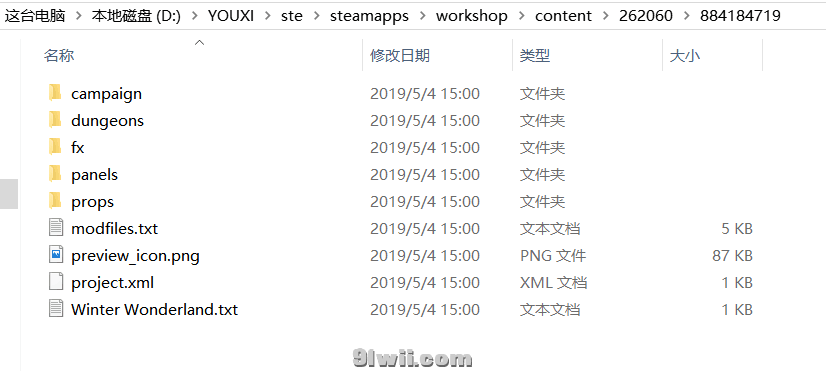 这台电脑 > 本地磁盘 (D:) > YOUXI > ste > steamapps > workshop > content > 262060 > 884184719
名称 修改日期 类型 大小
campaign 2019/5/4 15:00 文件夹
dungeons 2019/5/4 15:00 文件夹
fx 2019/5/4 15:00 文件夹
panels 2019/5/4 15:00 文件夹
props 2019/5/4 15:00 文件夹
modfiles.txt 2019/5/4 15:00 文本文档 5 KB
preview_icon.png 2019/5/4 15:00 PNG 文件 87 KB
project.xml 2019/5/4 15:00 XML 文档 1 KB
Winter Wonderland.txt 2019/5/4 15:00 文本文档 1 KB
91wii.com